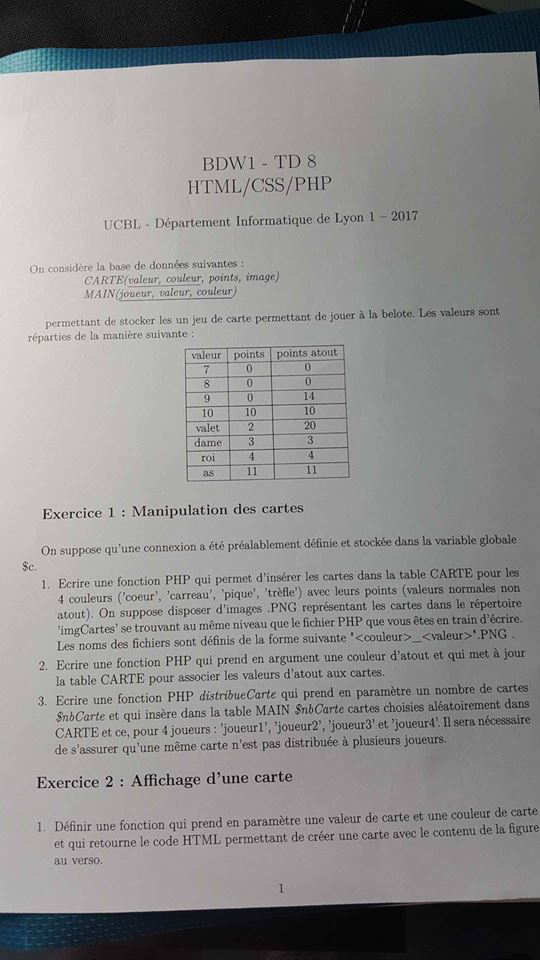 BDW1 - TD 8
HTML/CSS/PHP
UCBL - Département Informatique de Lyon 1 – 2017
On considère la base de données suivantes :
CARTE(valeur, couleur, points, image)
MAIN(joueur, valeur, couleur)
permettant de stocker les un jeu de carte permettant de jouer à la belote. Les valeurs sont
réparties de la manière suivante :
valeur points points atout
7 0 0
8 0 0
9 0 14
10 10 10
valet 2 20
dame 3 3
roi 4 4
as 11 11
Exercice 1 : Manipulation des cartes
On suppose qu'une connexion a été préalablement définie et stockée dans la variable globale
$c.
1. Ecrire une fonction PHP qui permet d'insérer les cartes dans la table CARTE pour les
4 couleurs ('coeur', 'carreau', 'pique', 'trèfle') avec leurs points (valeurs normales non
atout). On suppose disposer d'images .PNG représentant les cartes dans le répertoire
'imgCartes' se trouvant au même niveau que le fichier PHP que vous êtes en train d'écrire.
Les noms des fichiers sont définis de la forme suivante '<couleur>_<valeur>'.PNG .
2. Ecrire une fonction PHP qui prend en argument une couleur d'atout et qui met à jour
la table CARTE pour associer les valeurs d'atout aux cartes.
3. Ecrire une fonction PHP distribueCarte qui prend en paramètre un nombre de cartes
$nbCarte et qui insère dans la table MAIN $nbCarte cartes choisies aléatoirement dans
CARTE et ce, pour 4 joueurs : 'joueur1', 'joueur2', 'joueur3' et 'joueur4'. Il sera nécessaire
de s'assurer qu'une même carte n'est pas distribuée à plusieurs joueurs.
Exercice 2 : Affichage d'une carte
1. Définir une fonction qui prend en paramètre une valeur de carte et une couleur de carte
et qui retourne le code HTML permettant de créer une carte avec le contenu de la figure
au verso.
1